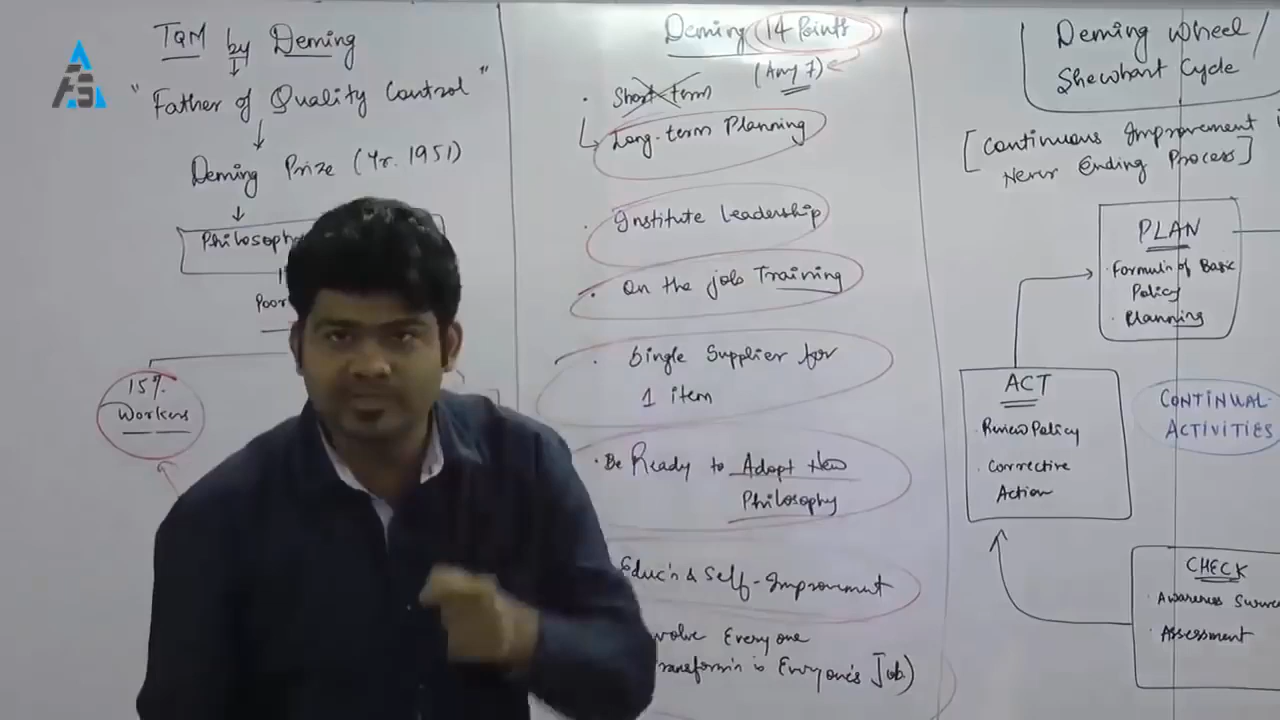 TQM by Deming
"Father of Quality Control"
Deming Prize (Yr. 1951)
Poor
15%
Workers
Deming 14 Points
(Any 7)
· Short term
Long-term Planning
· Institute leadership
· On the job Training
· Single Supplier for
1 item
· Be Ready to Adopt New
Philosophy
Educ'n & Self-Improvement
Everyone
is Everyone's Job)
Deming wheel/
Shewhart Cycle
[Continuous Improvement
Never Ending Process]
PLAN
· Formul'n of Basic
Policy
· Planning
ACT
· Review Policy
· Corrective
Action
CONTINUAL
ACTIVITIES
CHECK
· Awareness
· Assessment